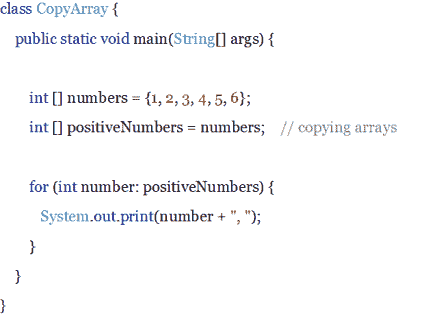 class CopyArray {
public static void main(String[] args) {
int [] numbers = {1, 2, 3, 4, 5, 6};
int [] positiveNumbers = numbers;    // copying arrays
for (int number: positiveNumbers) {
System.out.print(number + ", ");
}
}
}